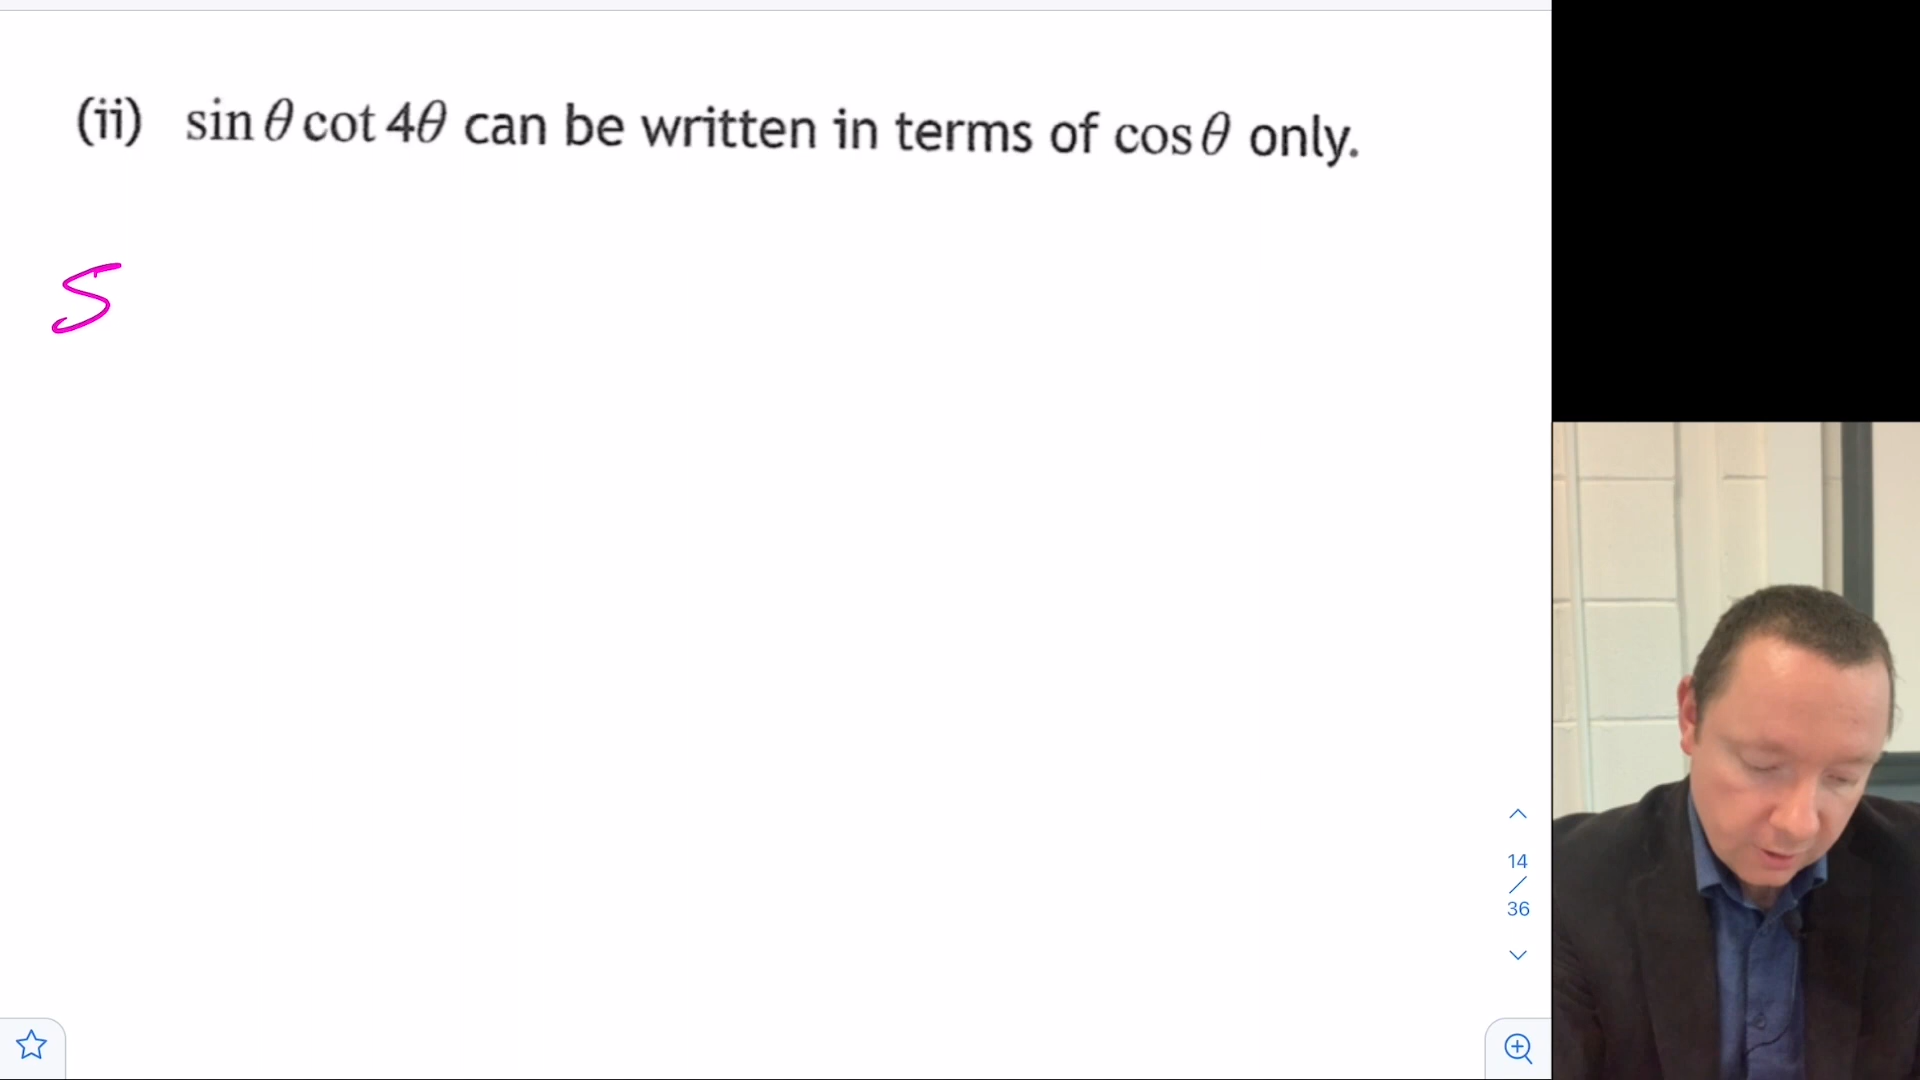 (ii) sin θ cot 4θ can be written in terms of cos θ only.
S
14
/
36